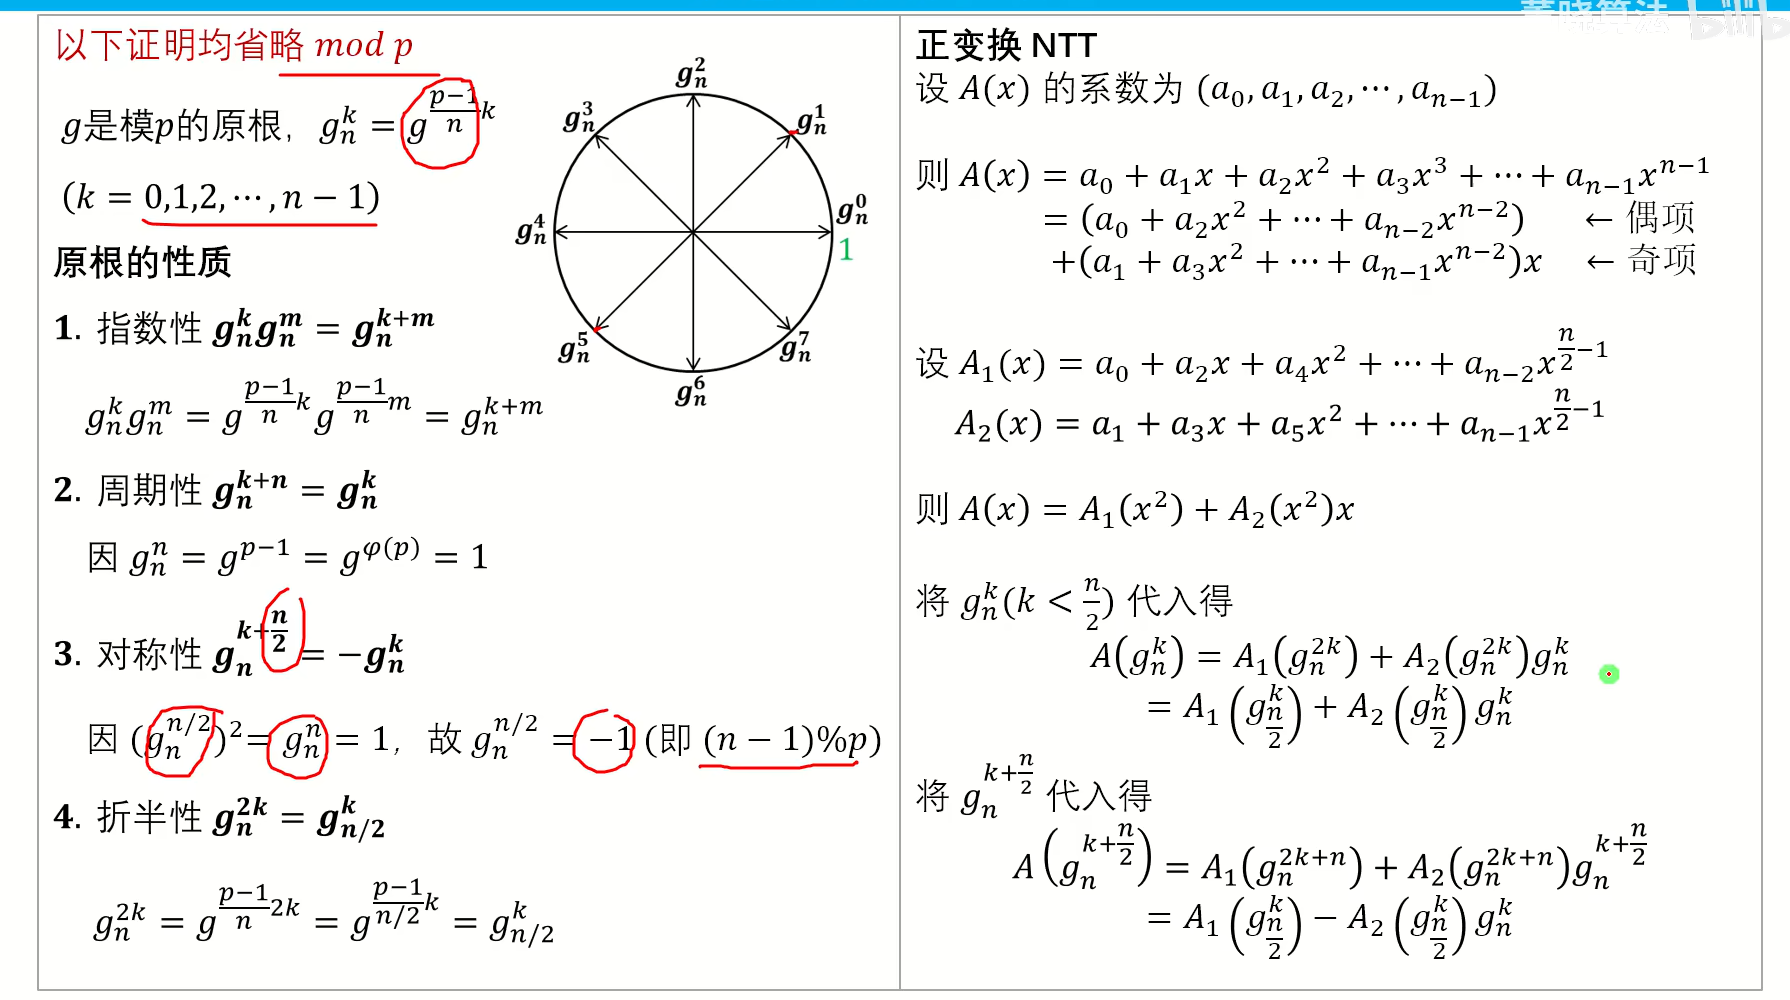 以下证明均省略 mod p
g是模p的原根, g_n^k = g^{\frac{p-1}{n}k}
(k = 0,1,2,⋯,n − 1)
原根的性质
1. 指数性 g_n^k g_n^m = g_n^{k+m}
g_n^k g_n^m = g^{\frac{p-1}{n}k} g^{\frac{p-1}{n}m} = g_n^{k+m}
2. 周期性 g_n^{k+n} = g_n^k
因 g_n^n = g^{p-1} = g^{φ(p)} = 1
3. 对称性 g_n^{k+\frac{n}{2}} = −g_n^k
因 (g_n^{n/2})^2 = g_n^n = 1, 故 g_n^{n/2} = −1 (即 (n − 1)%p)
4. 折半性 g_n^{2k} = g_{n/2}^k
g_n^{2k} = g^{\frac{p-1}{n}2k} = g^{\frac{p-1}{n/2}k} = g_{n/2}^k
g_n^2
g_n^3
g_n^1
g_n^4
g_n^0
1
g_n^5
g_n^7
g_n^6
董晓算法 bilibili
正变换 NTT
设 A(x) 的系数为 (a_0, a_1, a_2, ⋯, a_{n-1})
则 A(x) = a_0 + a_1x + a_2x^2 + a_3x^3 + ⋯ + a_{n-1}x^{n-1}
= (a_0 + a_2x^2 + ⋯ + a_{n-2}x^{n-2}) ← 偶项
+(a_1 + a_3x^2 + ⋯ + a_{n-1}x^{n-2})x ← 奇项
设 A_1(x) = a_0 + a_2x + a_4x^2 + ⋯ + a_{n-2}x^{\frac{n}{2}-1}
A_2(x) = a_1 + a_3x + a_5x^2 + ⋯ + a_{n-1}x^{\frac{n}{2}-1}
则 A(x) = A_1(x^2) + A_2(x^2)x
将 g_n^k(k < \frac{n}{2}) 代入得
A(g_n^k) = A_1(g_n^{2k}) + A_2(g_n^{2k})g_n^k
= A_1(g_{\frac{n}{2}}^k) + A_2(g_{\frac{n}{2}}^k) g_n^k
将 g_n^{k+\frac{n}{2}} 代入得
A(g_n^{k+\frac{n}{2}}) = A_1(g_n^{2k+n}) + A_2(g_n^{2k+n})g_n^{k+\frac{n}{2}}
= A_1(g_{\frac{n}{2}}^k) − A_2(g_{\frac{n}{2}}^k) g_n^k